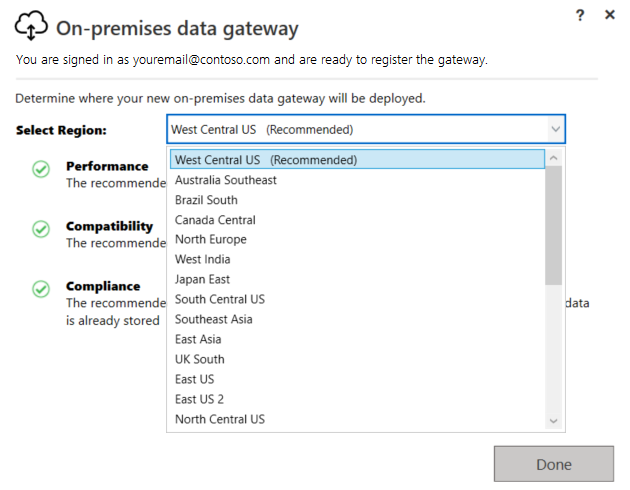 On-premises data gateway
? ×
You are signed in as youremail@contoso.com and are ready to register the gateway.
Determine where your new on-premises data gateway will be deployed.
Select Region:
West Central US (Recommended)
West Central US (Recommended)
Australia Southeast
Brazil South
Canada Central
North Europe
West India
Japan East
South Central US
Southeast Asia
East Asia
UK South
East US
East US 2
North Central US
Performance
The recommende
Compatibility
The recommende
Compliance
The recommende data
is already stored
Done